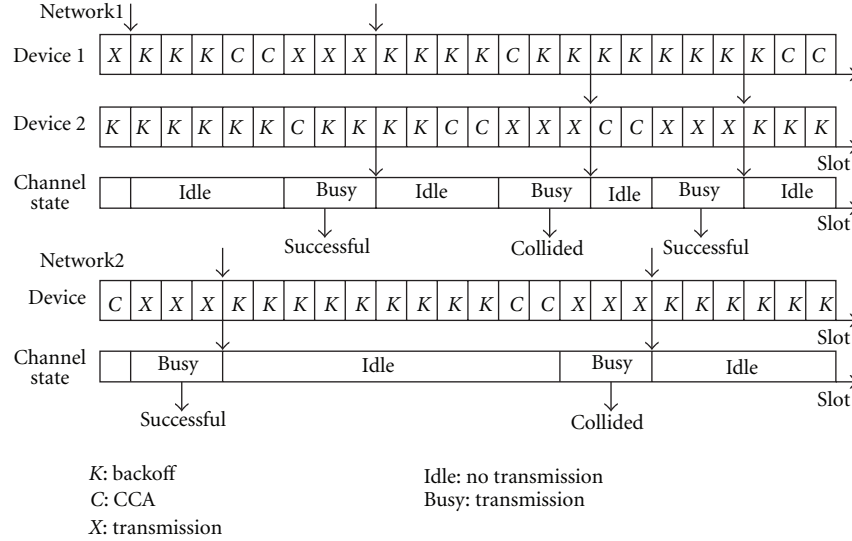 Network1
Device 1 X K K K C C X X X K K K K C K K K K K K K K C C
Device 2 K K K K K K C K K K K C C X X X C C X X X K K K
Slot
Channel state Idle Busy Idle Busy Idle Busy Idle
Slot
Successful Collided Successful
Network2
Device C X X X K K K K K K K K K C C X X X K K K K K K
Slot
Channel state Busy Idle Busy Idle
Slot
Successful Collided
K: backoff
C: CCA
X: transmission
Idle: no transmission
Busy: transmission